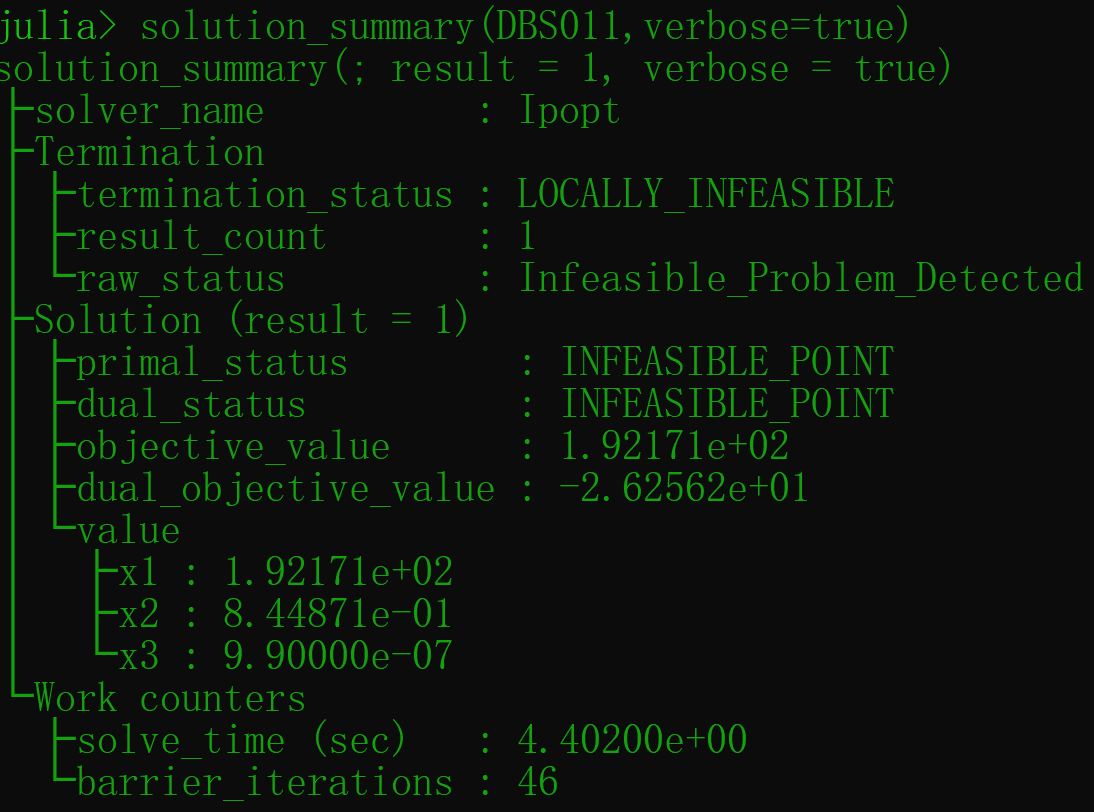 julia> solution_summary(DBS011,verbose=true)
solution_summary(; result = 1, verbose = true)
├solver_name          : Ipopt
├Termination
│ ├termination_status : LOCALLY_INFEASIBLE
│ ├result_count       : 1
│ └raw_status         : Infeasible_Problem_Detected
├Solution (result = 1)
│ ├primal_status        : INFEASIBLE_POINT
│ ├dual_status          : INFEASIBLE_POINT
│ ├objective_value      : 1.92171e+02
│ ├dual_objective_value : -2.62562e+01
│ └value
│   ├x1 : 1.92171e+02
│   ├x2 : 8.44871e-01
│   └x3 : 9.90000e-07
└Work counters
  ├solve_time (sec)   : 4.40200e+00
  └barrier_iterations : 46